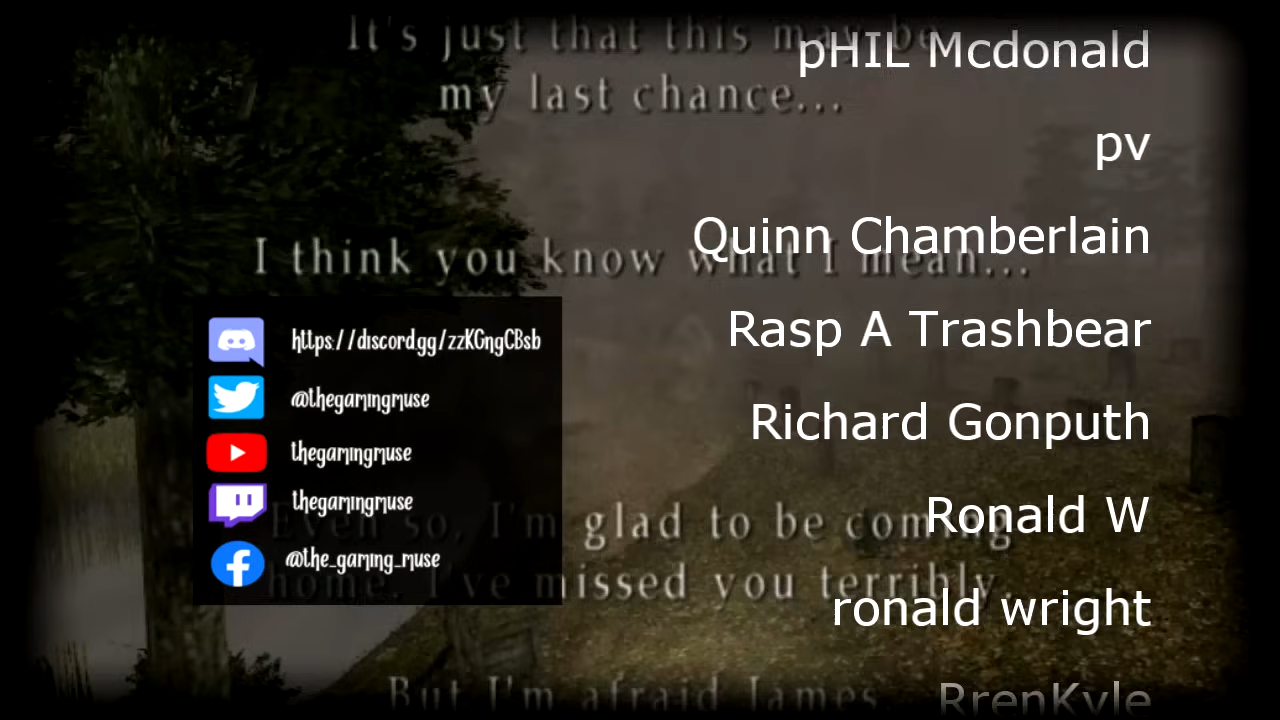 It's just that this may be
my last chance...
I think you know what I mean...
Even so, I'm glad to be coming
home. I've missed you terribly.
But I'm afraid James
https://discord.gg/zzKGngCBsb
@thegamingmuse
thegamingmuse
thegamingmuse
@the_gaming_muse
pHIL Mcdonald
pv
Quinn Chamberlain
Rasp A Trashbear
Richard Gonputh
Ronald W
ronald wright
RrenKyle